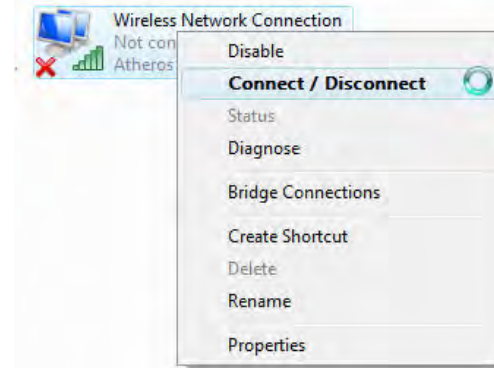 Wireless Network Connection
Not con
Atheros
Disable
Connect / Disconnect
Status
Diagnose
Bridge Connections
Create Shortcut
Delete
Rename
Properties